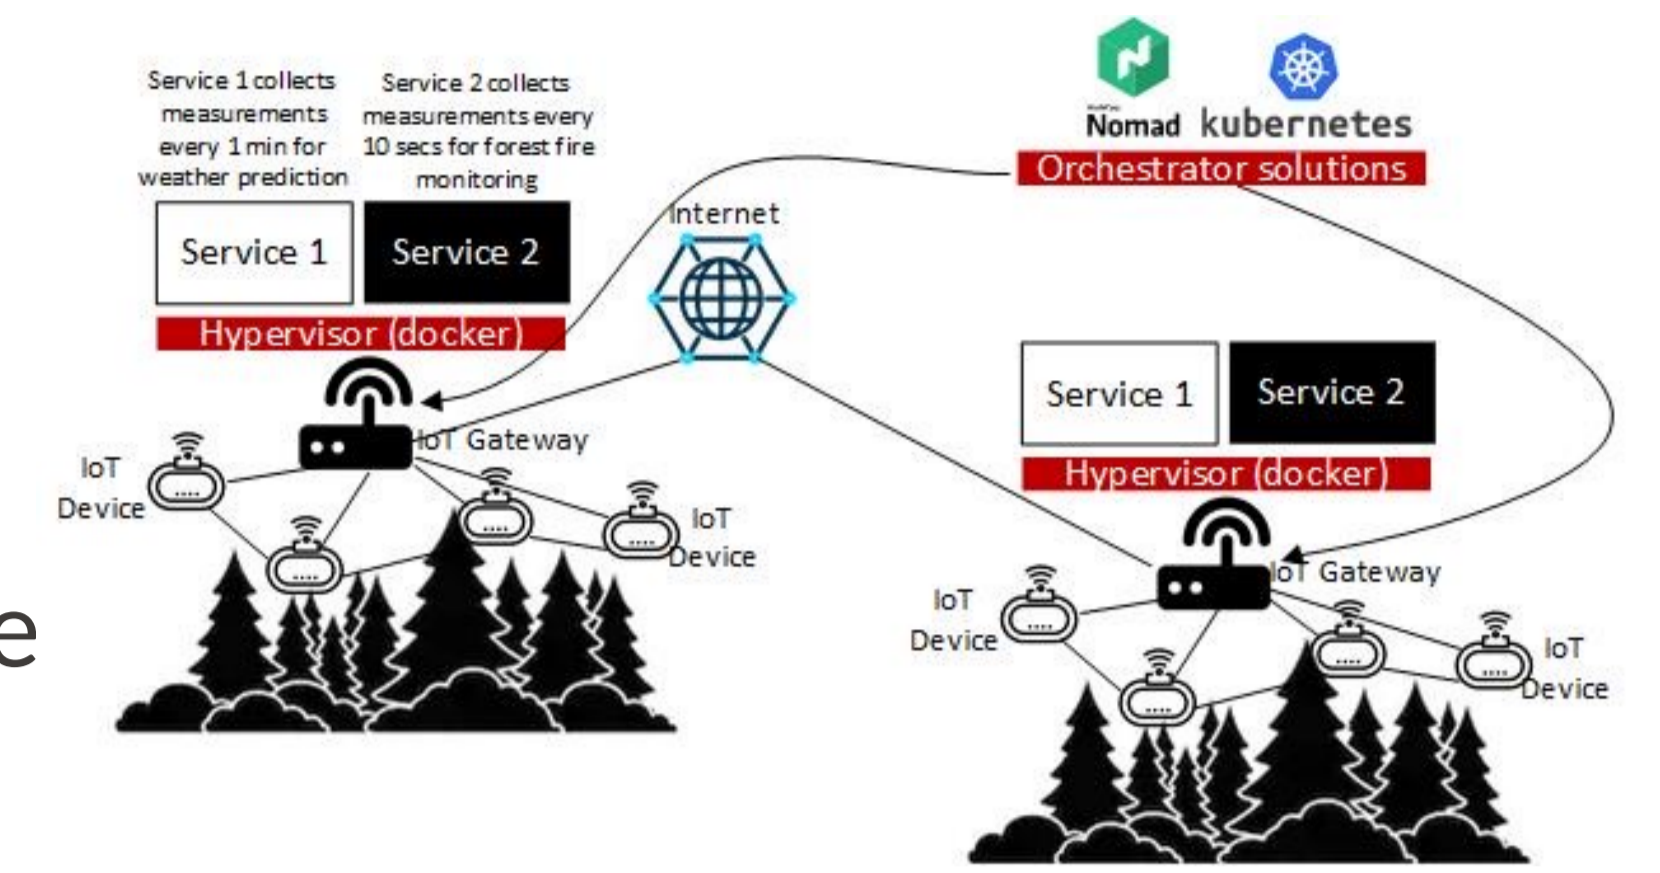 Service 1 collects
measurements
every 1 min for
weather prediction
Service 2 collects
measurements every
10 secs for forest fire
monitoring
Service 1
Service 2
Hypervisor (docker)
IoT Gateway
IoT
Device
IoT
Device
Internet
Nomad
kubernetes
Orchestrator solutions
Service 1
Service 2
Hypervisor (docker)
IoT Gateway
IoT
Device
IoT
Device
e